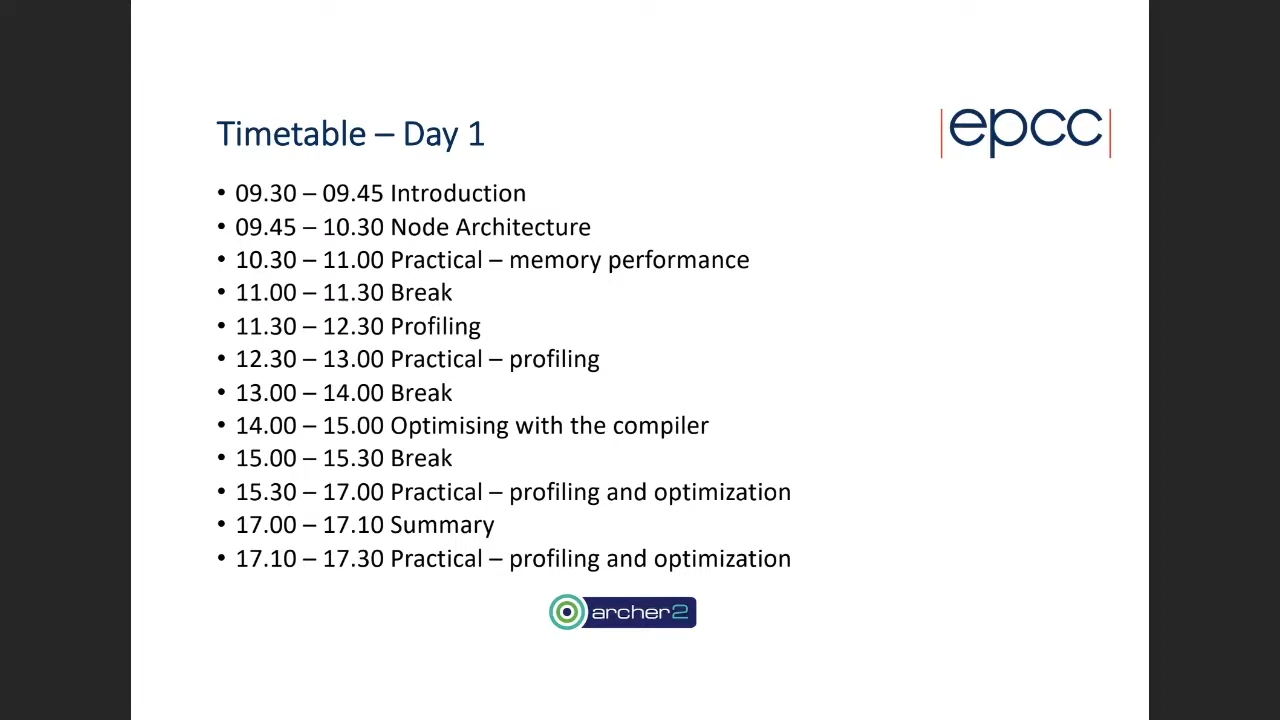 Timetable – Day 1
|epcc|
• 09.30 – 09.45 Introduction
• 09.45 – 10.30 Node Architecture
• 10.30 – 11.00 Practical – memory performance
• 11.00 – 11.30 Break
• 11.30 – 12.30 Profiling
• 12.30 – 13.00 Practical – profiling
• 13.00 – 14.00 Break
• 14.00 – 15.00 Optimising with the compiler
• 15.00 – 15.30 Break
• 15.30 – 17.00 Practical – profiling and optimization
• 17.00 – 17.10 Summary
• 17.10 – 17.30 Practical – profiling and optimization
archer2